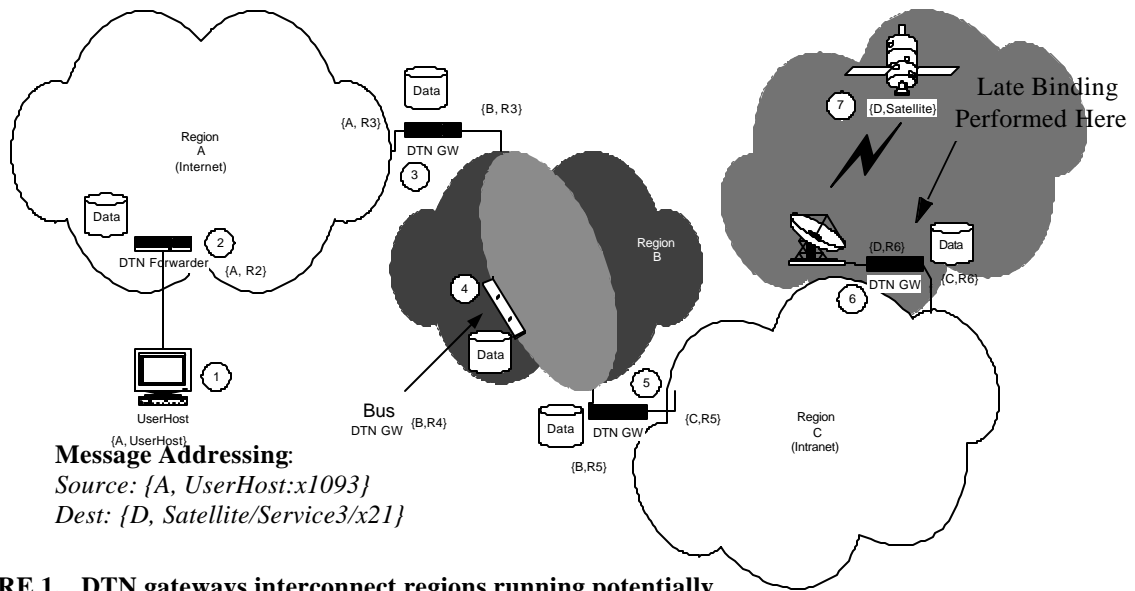 Data
{A, R3}
{B, R3}
DTN GW
3
Region
A
(Internet)
Data
2
DTN Forwarder
{A, R2}
1
UserHost
{A, UserHost}
Message Addressing:
Source: {A, UserHost:x1093}
Dest: {D, Satellite/Service3/x21}
Region
B
4
Data
Bus
DTN GW {B,R4}
5
Data
DTN GW
{C,R5}
{B,R5}
7
{D,Satellite}
Late Binding
Performed Here
{D,R6}
Data
DTN GW
{C,R6}
6
Region
C
(Intranet)
RE 1. DTN gateways interconnect regions running potentially